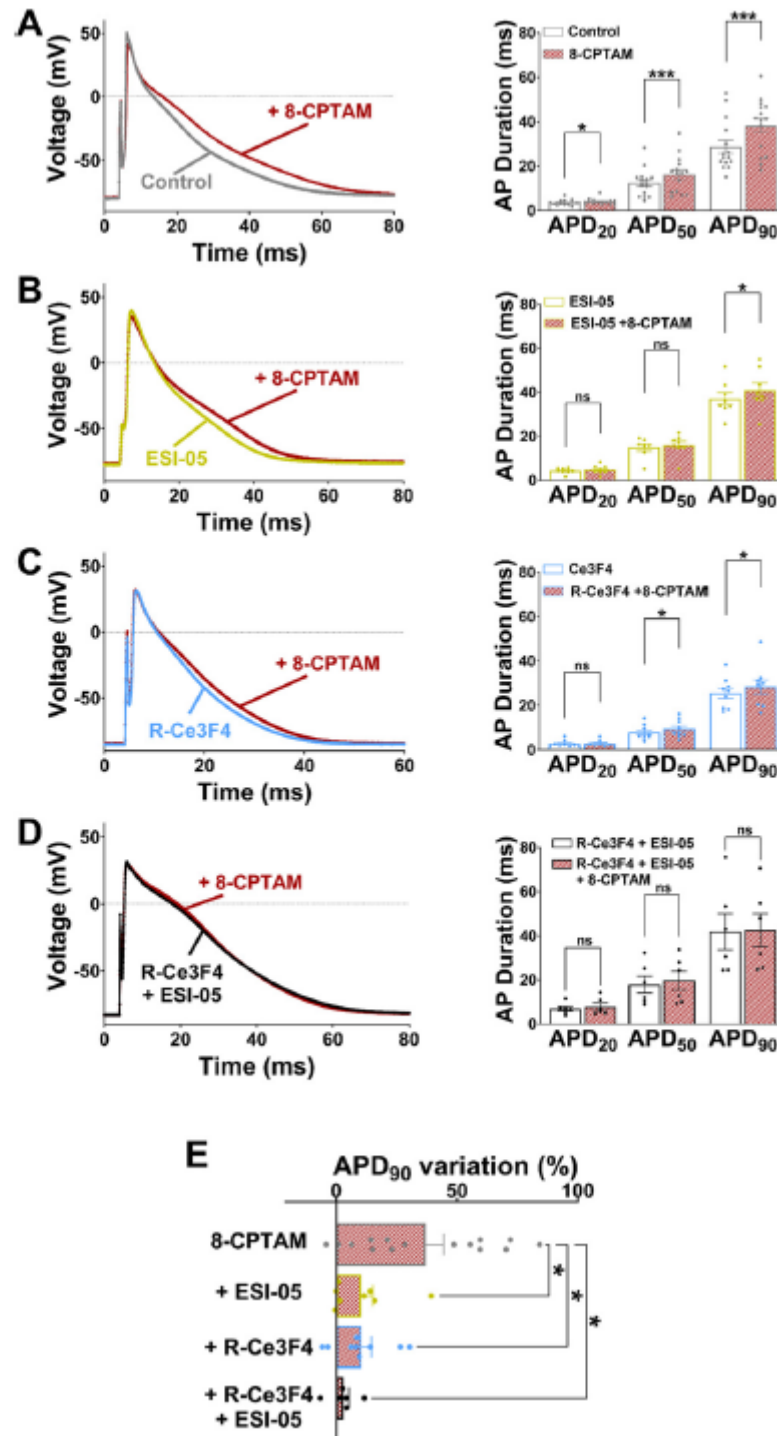 A
Voltage (mV)
50
0
-50
+ 8-CPTAM
Control
0
20
40
60
80
Time (ms)
AP Duration (ms)
80
60
40
20
0
Control
8-CPTAM
*
***
***
APD20
APD50
APD90
B
Voltage (mV)
50
0
-50
+ 8-CPTAM
ESI-05
0
20
40
60
80
Time (ms)
AP Duration (ms)
80
60
40
20
0
ESI-05
ESI-05 +8-CPTAM
ns
ns
*
APD20
APD50
APD90
C
Voltage (mV)
50
0
-50
+ 8-CPTAM
R-Ce3F4
0
20
40
60
Time (ms)
AP Duration (ms)
80
60
40
20
0
Ce3F4
R-Ce3F4 +8-CPTAM
ns
*
*
APD20
APD50
APD90
D
Voltage (mV)
50
0
-50
+ 8-CPTAM
R-Ce3F4
+ ESI-05
0
20
40
60
80
Time (ms)
AP Duration (ms)
80
60
40
20
0
R-Ce3F4 + ESI-05
R-Ce3F4 + ESI-05
+ 8-CPTAM
ns
ns
ns
APD20
APD50
APD90
E
APD90 variation (%)
0
50
100
8-CPTAM
+ ESI-05
+ R-Ce3F4
+ R-Ce3F4
+ ESI-05
*
*
*